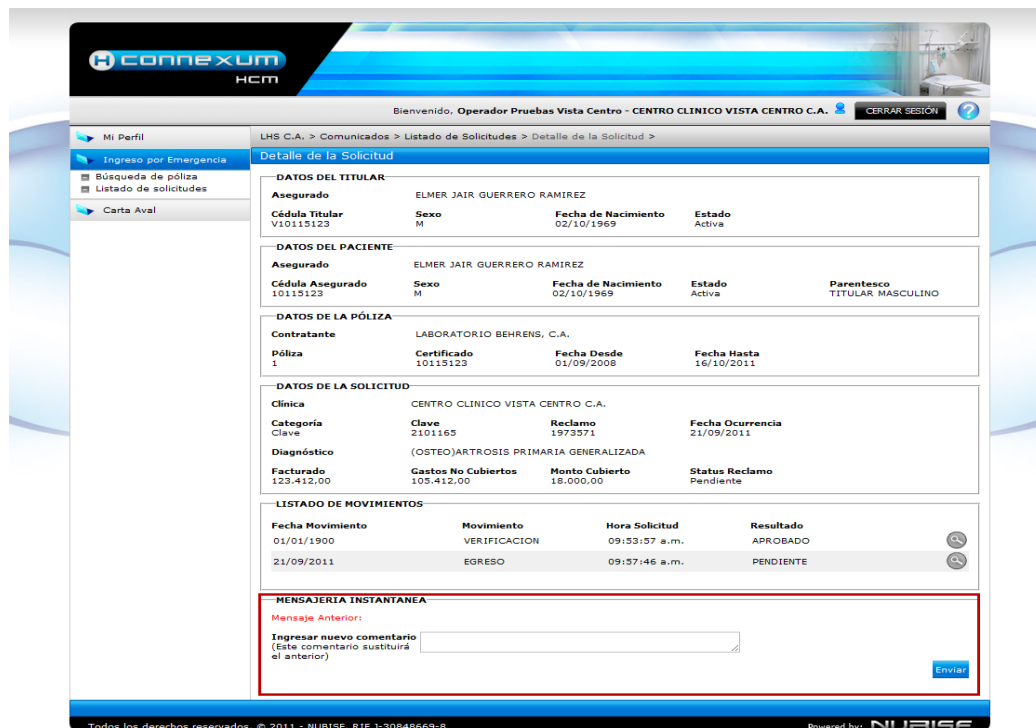 connexum
HCM
Bienvenido, Operador Pruebas Vista Centro - CENTRO CLINICO VISTA CENTRO C.A. CERRAR SESIÓN ?
Mi Perfil
Ingreso por Emergencia
Búsqueda de póliza
Listado de solicitudes
Carta Aval
LHS C.A. > Comunicados > Listado de Solicitudes > Detalle de la Solicitud >
Detalle de la Solicitud
DATOS DEL TITULAR
Asegurado ELMER JAIR GUERRERO RAMIREZ
Cédula Titular Sexo Fecha de Nacimiento Estado
V10115123 M 02/10/1969 Activa
DATOS DEL PACIENTE
Asegurado ELMER JAIR GUERRERO RAMIREZ
Cédula Asegurado Sexo Fecha de Nacimiento Estado Parentesco
10115123 M 02/10/1969 Activa TITULAR MASCULINO
DATOS DE LA PÓLIZA
Contratante LABORATORIO BEHRENS, C.A.
Póliza Certificado Fecha Desde Fecha Hasta
1 10115123 01/09/2008 16/10/2011
DATOS DE LA SOLICITUD
Clínica CENTRO CLINICO VISTA CENTRO C.A.
Categoría Clave Reclamo Fecha Ocurrencia
Clave 2101165 1973571 21/09/2011
Diagnóstico (OSTEO)ARTROSIS PRIMARIA GENERALIZADA
Facturado Gastos No Cubiertos Monto Cubierto Status Reclamo
123.412,00 105.412,00 18.000,00 Pendiente
LISTADO DE MOVIMIENTOS
Fecha Movimiento Movimiento Hora Solicitud Resultado
01/01/1900 VERIFICACION 09:53:57 a.m. APROBADO
21/09/2011 EGRESO 09:57:46 a.m. PENDIENTE
MENSAJERIA INSTANTANEA
Mensaje Anterior:
Ingresar nuevo comentario
(Este comentario sustituirá
el anterior)
Enviar
Todos los derechos reservados. © 2011 - NUBISE. RIF J-30848669-8 Powered by: NUBISE